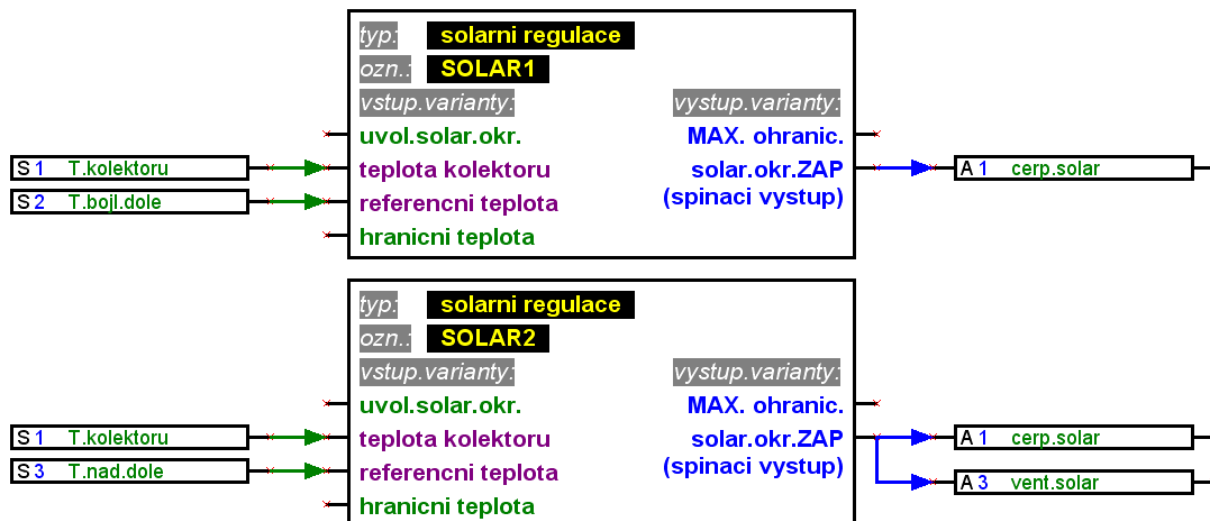 typ: solarni regulace
ozn.: SOLAR1
vstup.varianty: vystup.varianty:
uvol.solar.okr. MAX. ohranic.
S 1 T.kolektoru teplota kolektoru solar.okr.ZAP A 1 cerp.solar
S 2 T.bojl.dole referencni teplota (spinaci vystup)
hranicni teplota
typ: solarni regulace
ozn.: SOLAR2
vstup.varianty: vystup.varianty:
uvol.solar.okr. MAX. ohranic.
S 1 T.kolektoru teplota kolektoru solar.okr.ZAP A 1 cerp.solar
S 3 T.nad.dole referencni teplota (spinaci vystup) A 3 vent.solar
hranicni teplota